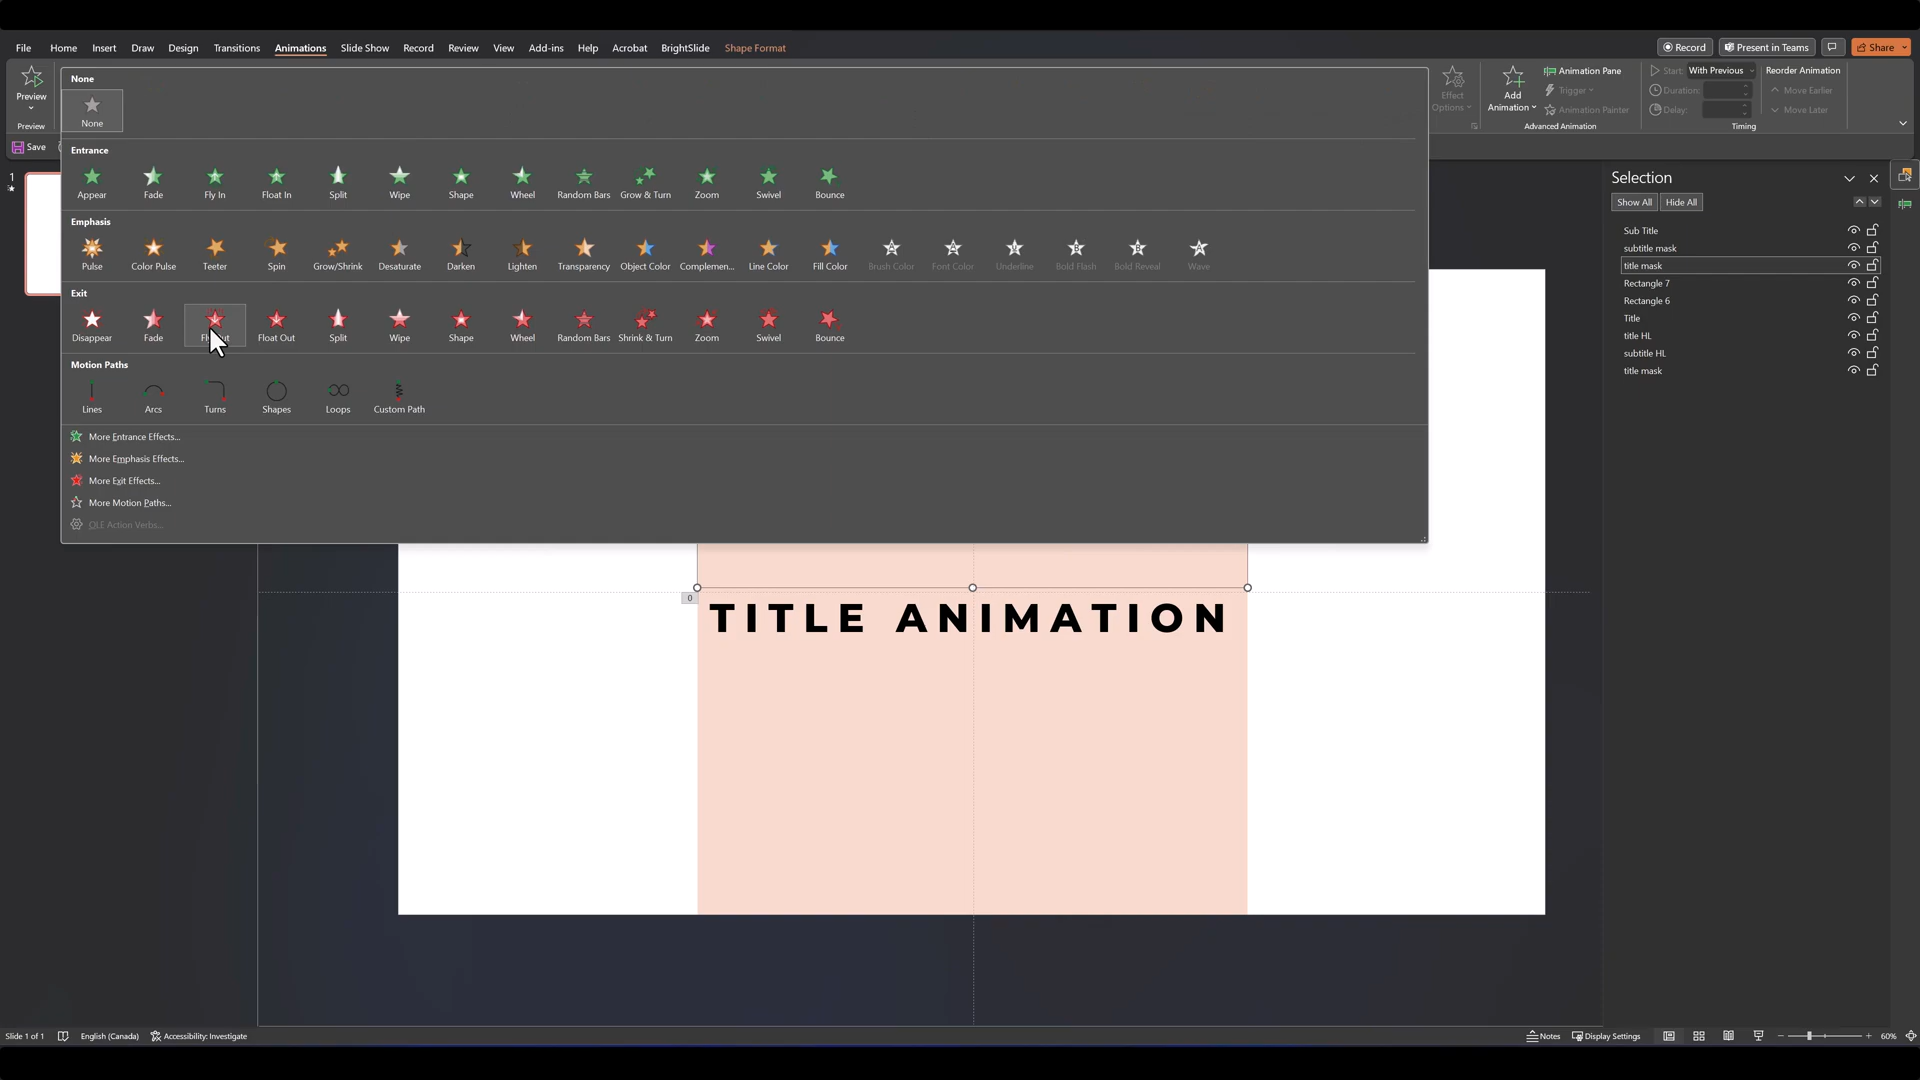 File Home Insert Draw Design Transitions Animations Slide Show Record Review View Add-ins Help Acrobat BrightSlide Shape Format
Record Present in Teams Share
Preview
Preview
Save
None
None
Entrance
Appear Fade Fly In Float In Split Wipe Shape Wheel Random Bars Grow & Turn Zoom Swivel Bounce
Emphasis
Pulse Color Pulse Teeter Spin Grow/Shrink Desaturate Darken Lighten Transparency Object Color Complemen... Line Color Fill Color Brush Color Font Color Underline Bold Flash Bold Reveal Wave
Exit
Disappear Fade Float Out Split Wipe Shape Wheel Random Bars Shrink & Turn Zoom Swivel Bounce
Motion Paths
Lines Arcs Turns Shapes Loops Custom Path
More Entrance Effects...
More Emphasis Effects...
More Exit Effects...
More Motion Paths...
OLE Action Verbs...
Effect
Options
Add
Animation
Animation Pane
Trigger
Animation Painter
Advanced Animation
Start: With Previous
Duration:
Delay:
Reorder Animation
Move Earlier
Move Later
Timing
1
Selection
Show All Hide All
Sub Title
subtitle mask
title mask
Rectangle 7
Rectangle 6
Title
title HL
subtitle HL
title mask
0
TITLE ANIMATION
Slide 1 of 1 English (Canada) Accessibility: Investigate
Notes Display Settings 60%